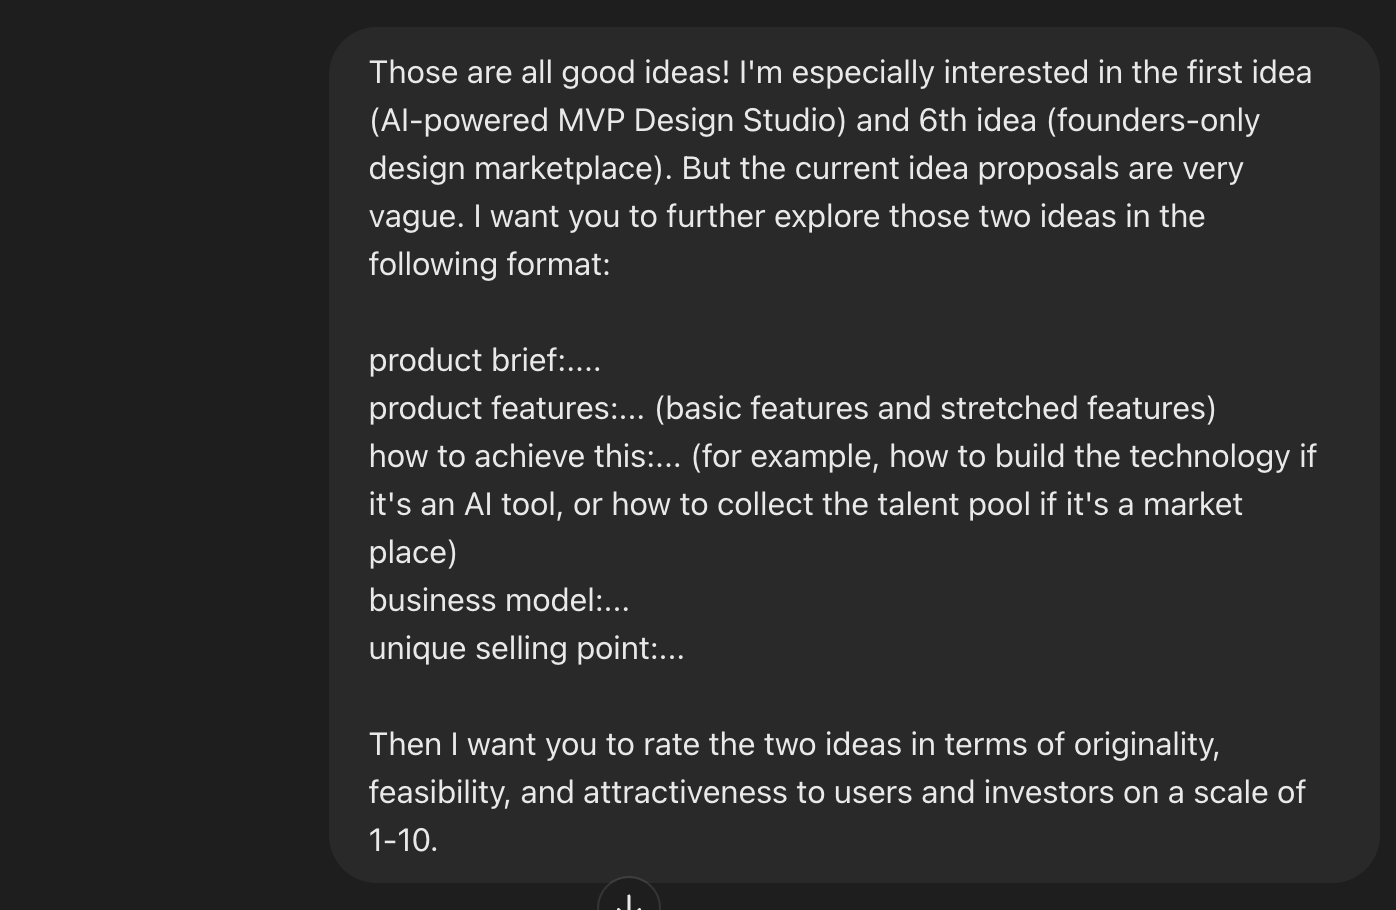 Those are all good ideas! I'm especially interested in the first idea
(AI-powered MVP Design Studio) and 6th idea (founders-only
design marketplace). But the current idea proposals are very
vague. I want you to further explore those two ideas in the
following format:
product brief:....
product features:... (basic features and stretched features)
how to achieve this:... (for example, how to build the technology if
it's an AI tool, or how to collect the talent pool if it's a market
place)
business model:...
unique selling point:...
Then I want you to rate the two ideas in terms of originality,
feasibility, and attractiveness to users and investors on a scale of
1-10.